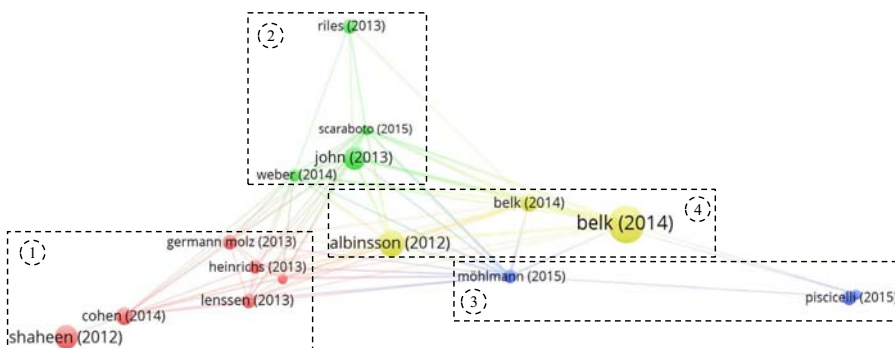 2
riles (2013)
scaraboto (2015)
john (2013)
weber (2014)
4
belk (2014)
belk (2014)
1
germann molz (2013)
albinsson (2012)
heinrichs (2013)
möhlmann (2015)
3
piscicelli (2015)
lenssen (2013)
cohen (2014)
shaheen (2012)